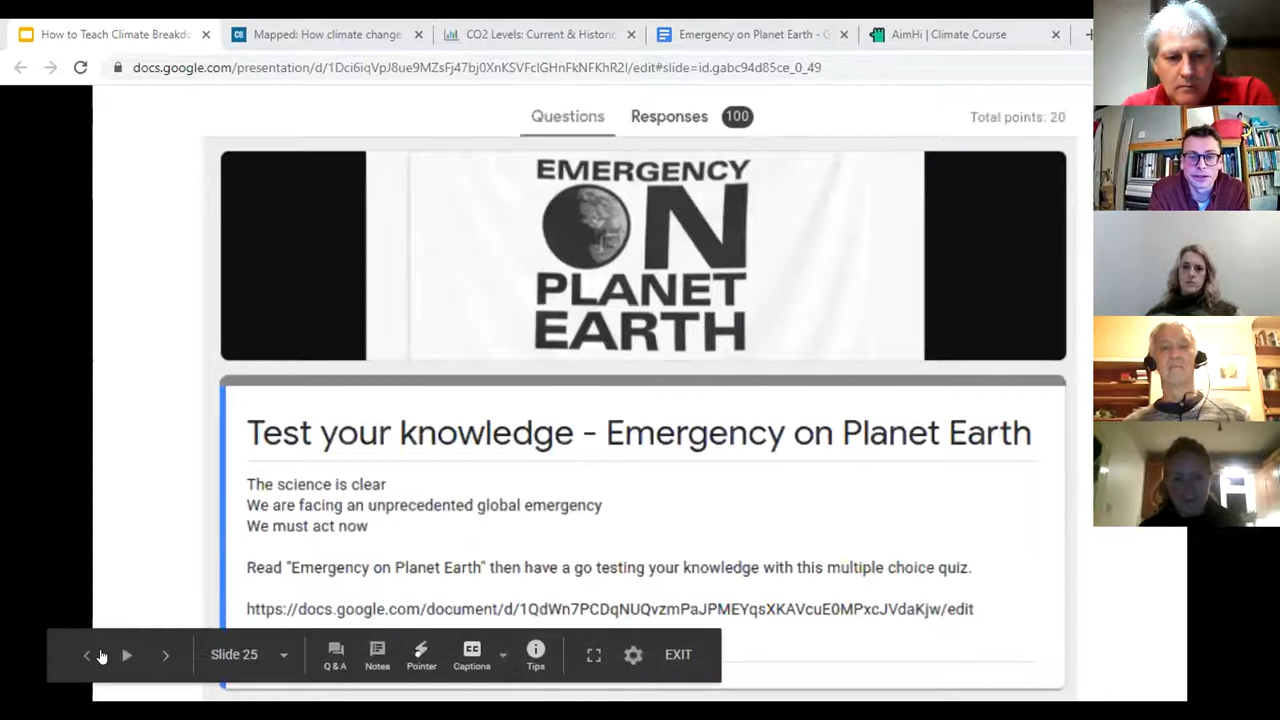 How to Teach Climate Breakdo
Mapped: How climate change
CO2 Levels: Current & Historic
Emergency on Planet Earth - G
AimHi | Climate Course
docs.google.com/presentation/d/1Dci6iqVpJ8ue9MZsFj47bJlXnKSVFclGHnFkNFKhR2I/edit#slide=id.gabc94d85ce_0_49
Questions
Responses 100
Total points: 20
EMERGENCY
ON
PLANET
EARTH
Test your knowledge - Emergency on Planet Earth
The science is clear
We are facing an unprecedented global emergency
We must act now
Read "Emergency on Planet Earth" then have a go testing your knowledge with this multiple choice quiz.
https://docs.google.com/document/d/1QdWn7PCDqNUQvzmPaJPMEYqsXKAVcuE0MPxcJVdaKjw/edit
Slide 25
Q & A
Notes
Pointer
CC
Captions
Tips
EXIT